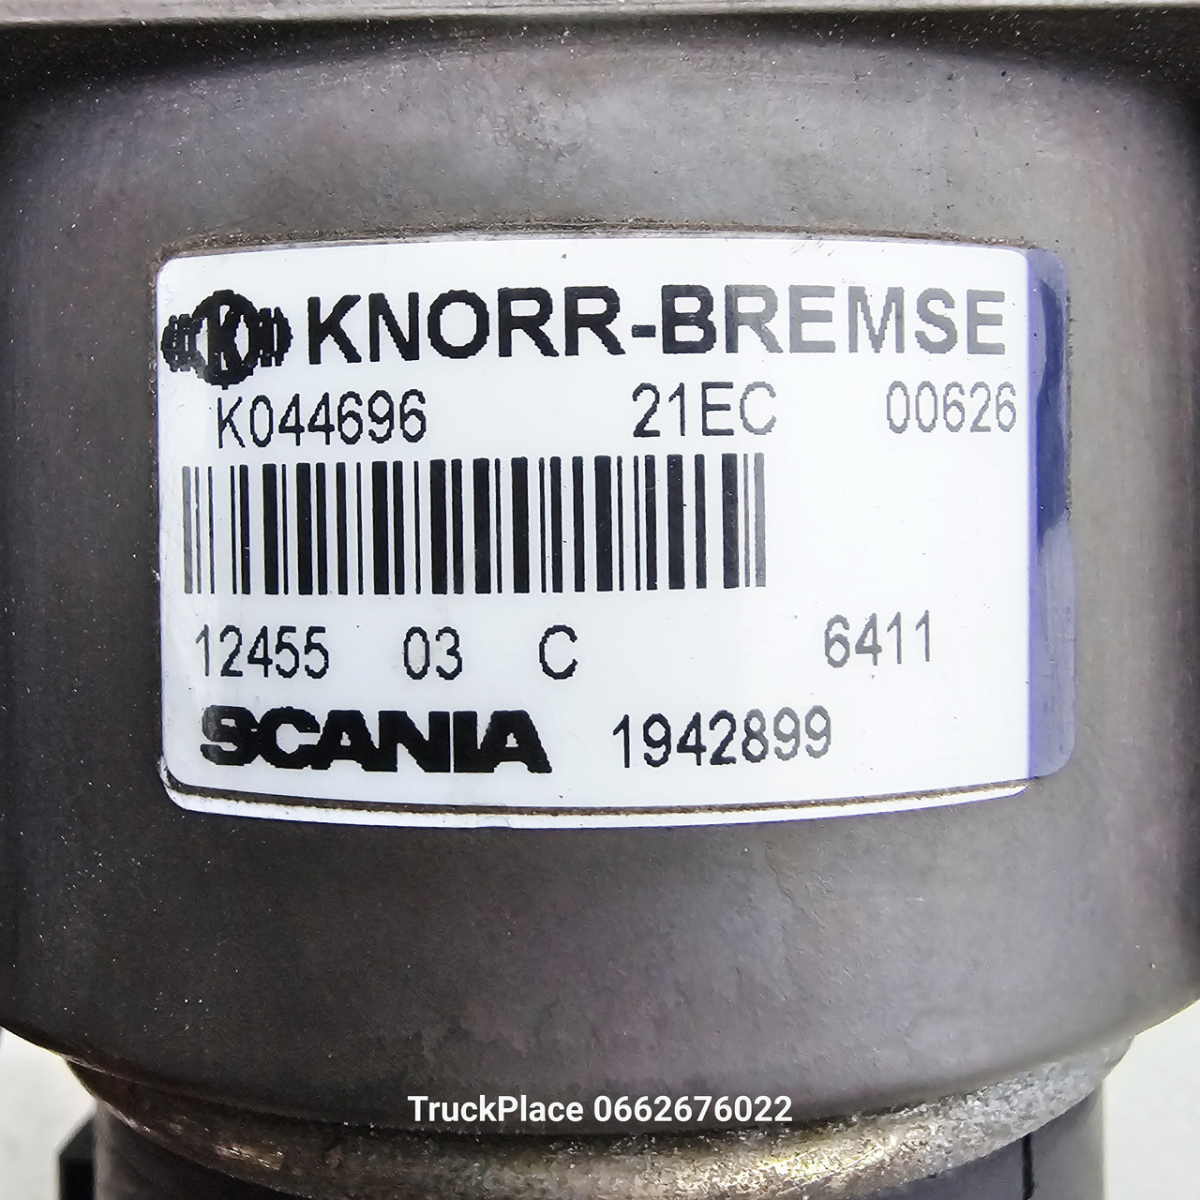 KNORR-BREMSE
K044696 21EC 00626
12455 03 C 6411
SCANIA 1942899
TruckPlace 0662676022